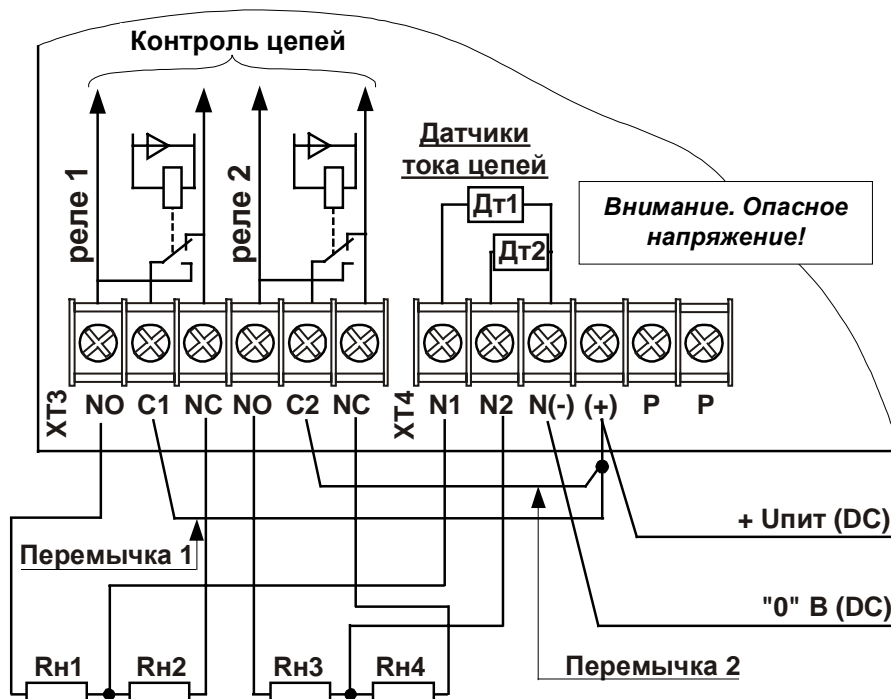 Контроль цепей
реле 1
реле 2
Датчики
тока цепей
Дт1
Дт2
Внимание. Опасное
напряжение!
XT3
NO C1 NC NO C2 NC
XT4
N1 N2 N(-) (+) P P
+ Uпит (DC)
Перемычка 1
"0" В (DC)
Rн1 Rн2 Rн3 Rн4
Перемычка 2